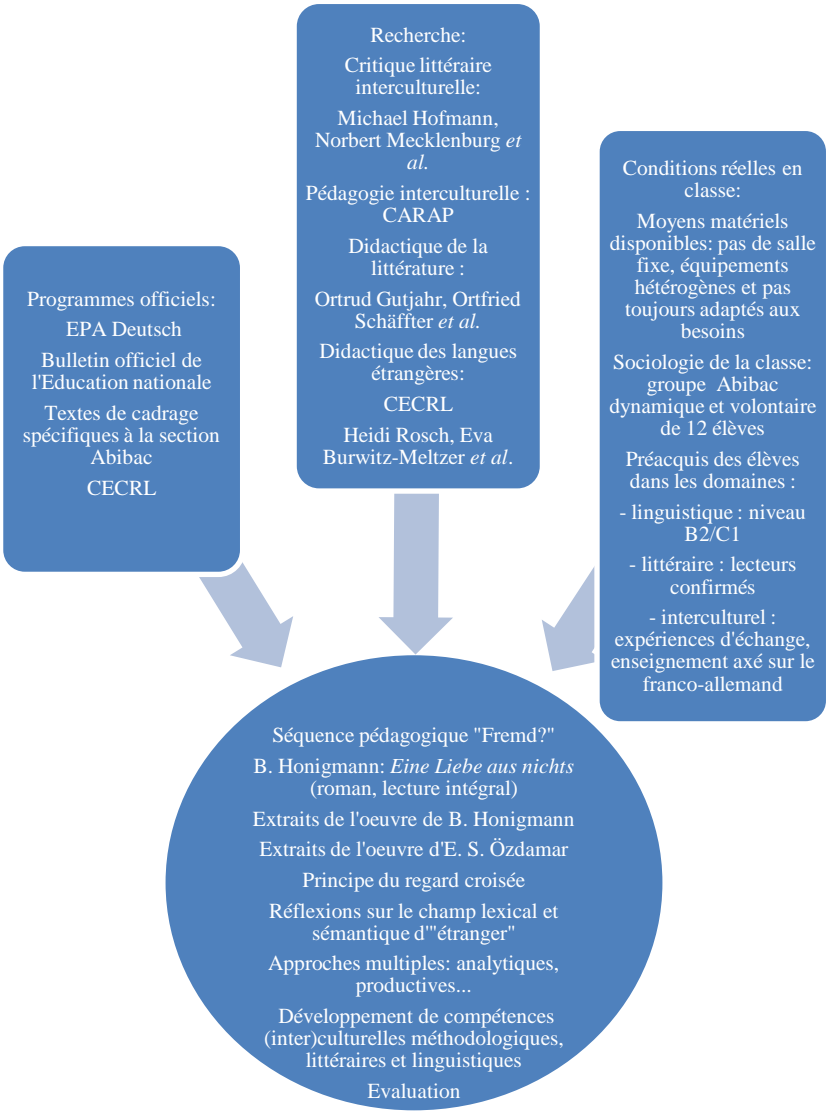 Programmes officiels:
EPA Deutsch
Bulletin officiel de
l'Education nationale
Textes de cadrage
spécifiques à la section
Abibac
CECRL
Recherche:
Critique littéraire
interculturelle:
Michael Hofmann,
Norbert Mecklenburg et
al.
Pédagogie interculturelle :
CARAP
Didactique de la
littérature :
Ortrud Gutjahr, Ortfried
Schäffter et al.
Didactique des langues
étrangères:
CECRL
Heidi Rosch, Eva
Burwitz-Meltzer et al.
Conditions réelles en
classe:
Moyens matériels
disponibles: pas de salle
fixe, équipements
hétérogènes et pas
toujours adaptés aux
besoins
Sociologie de la classe:
groupe Abibac
dynamique et volontaire
de 12 élèves
Préacquis des élèves
dans les domaines :
- linguistique : niveau
B2/C1
- littéraire : lecteurs
confirmés
- interculturel :
expériences d'échange,
enseignement axé sur le
franco-allemand
Séquence pédagogique "Fremd?"
B. Honigmann: Eine Liebe aus nichts
(roman, lecture intégral)
Extraits de l'oeuvre de B. Honigmann
Extraits de l'oeuvre d'E. S. Özdamar
Principe du regard croisée
Réflexions sur le champ lexical et
sémantique d'"étranger"
Approches multiples: analytiques,
productives...
Développement de compétences
(inter)culturelles méthodologiques,
littéraires et linguistiques
Evaluation